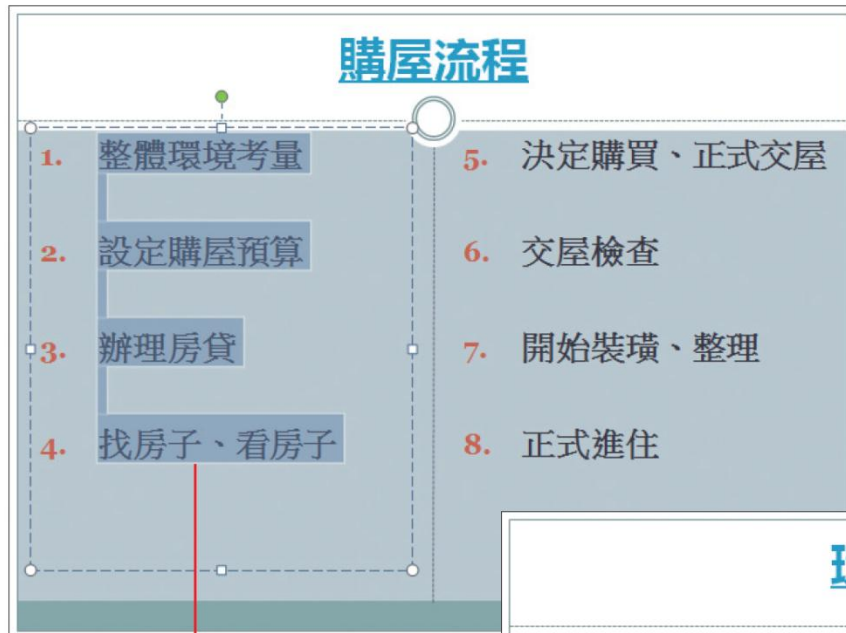 購屋流程
1. 整體環境考量
2. 設定購屋預算
3. 辦理房貸
4. 找房子、看房子
5. 決定購買、正式交屋
6. 交屋檢查
7. 開始裝璜、整理
8. 正式進住